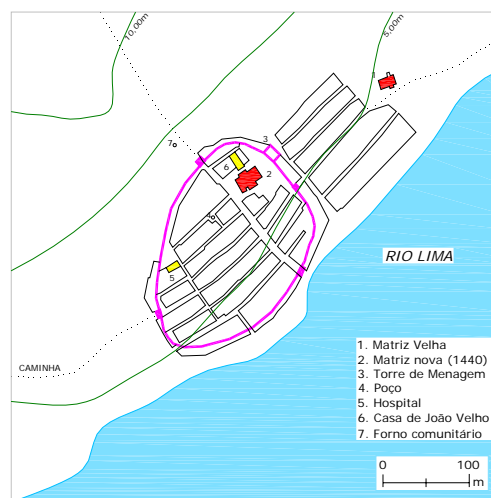 10,00m
5,00m
1
7
3
6
2
4
5
RIO LIMA
CAMINHA
1. Matriz Velha
2. Matriz nova (1440)
3. Torre de Menagem
4. Poço
5. Hospital
6. Casa de João Velho
7. Forno comunitário
0 100
m